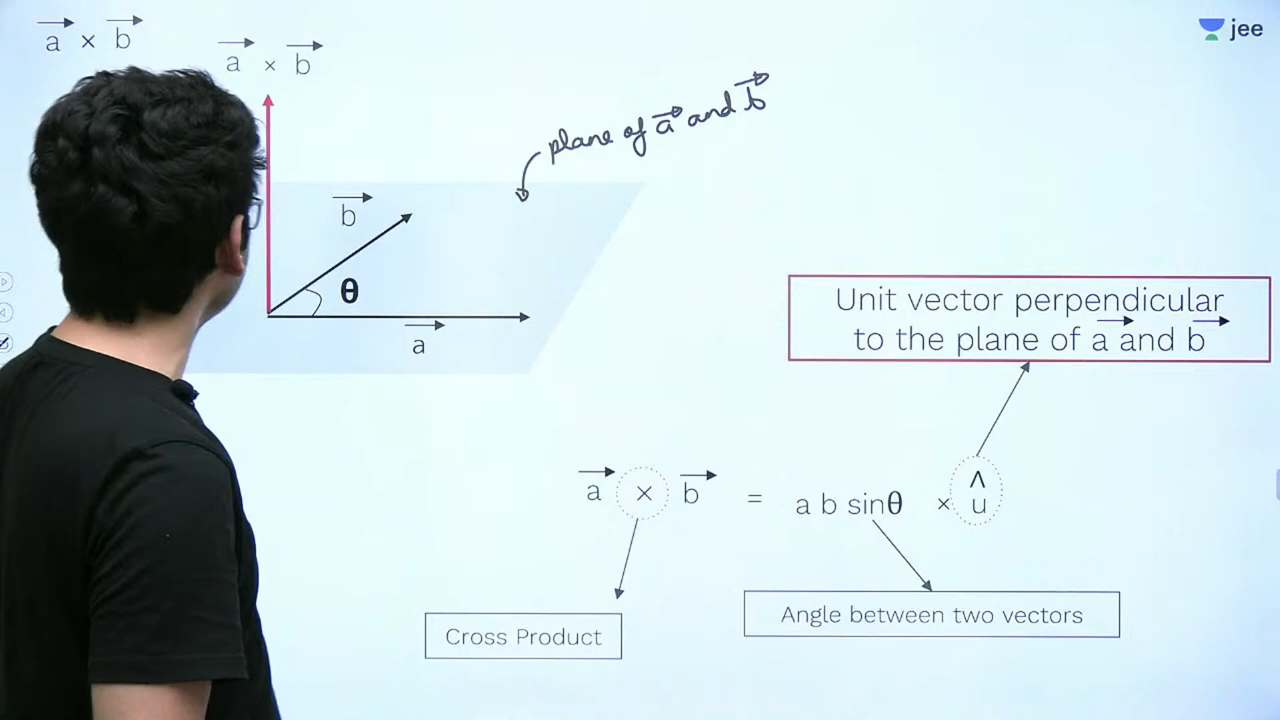 a × b
a × b
jee
plane of a and b
b
θ
a
Unit vector perpendicular
to the plane of a and b
a × b = a b sinθ × û
Angle between two vectors
Cross Product